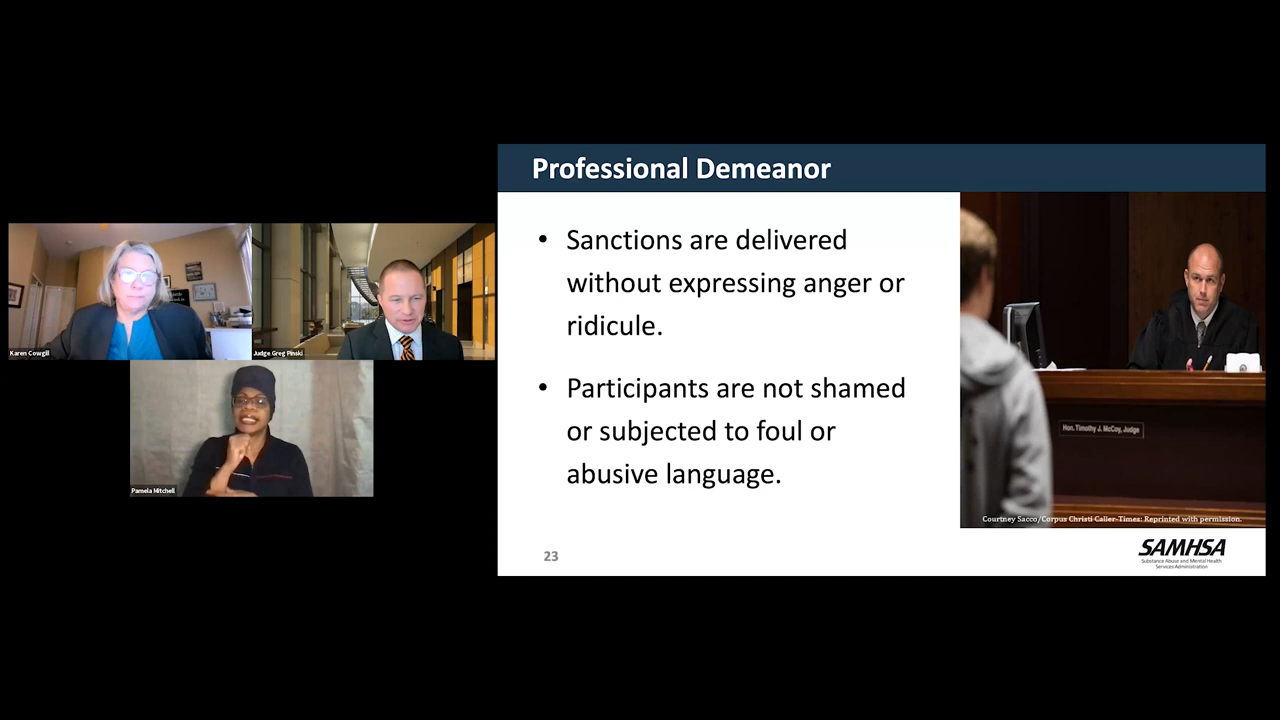 Professional Demeanor
• Sanctions are delivered
without expressing anger or
ridicule.
• Participants are not shamed
or subjected to foul or
abusive language.
Hon. Timothy J. McCoy, Judge
Courtney Sacco/Corpus Christi Caller-Times: Reprinted with permission.
23
SAMHSA
Substance Abuse and Mental Health
Services Administration
Karen Cowgill
Judge Greg Pinski
Pamela Mitchell